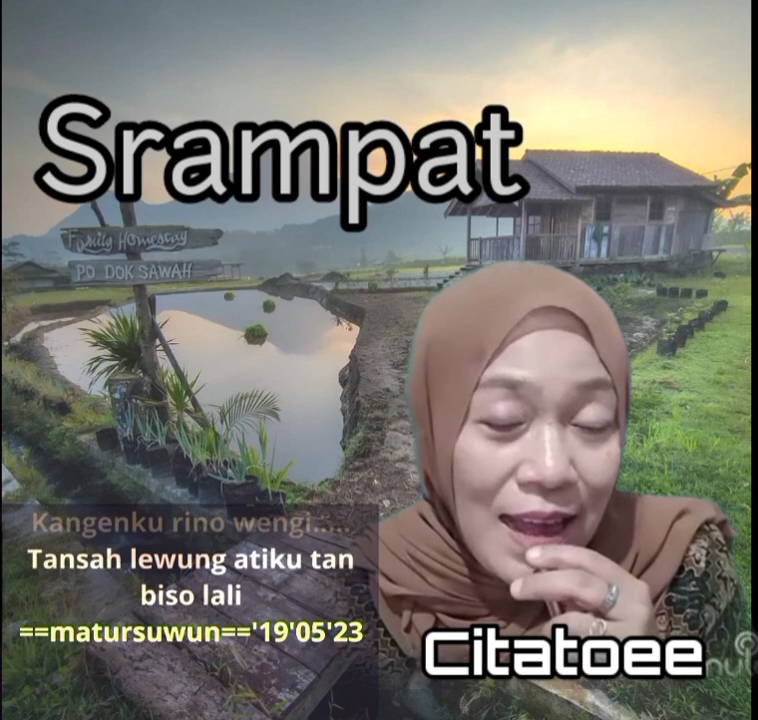 Srampat
Family Homestay
PO DOK SAWAH
Kangenku rino wengi.....
Tansah lewung atiku tan
biso lali
==matursuwun=='19'05'23
Citatoee